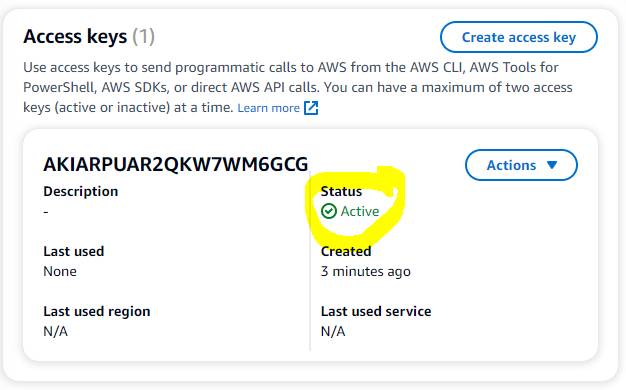 Access keys (1)
Create access key
Use access keys to send programmatic calls to AWS from the AWS CLI, AWS Tools for
PowerShell, AWS SDKs, or direct AWS API calls. You can have a maximum of two access
keys (active or inactive) at a time. Learn more
AKIARPUAR2QKW7WM6GCG
Actions
Description
-
Status
Active
Last used
None
Created
3 minutes ago
Last used region
N/A
Last used service
N/A